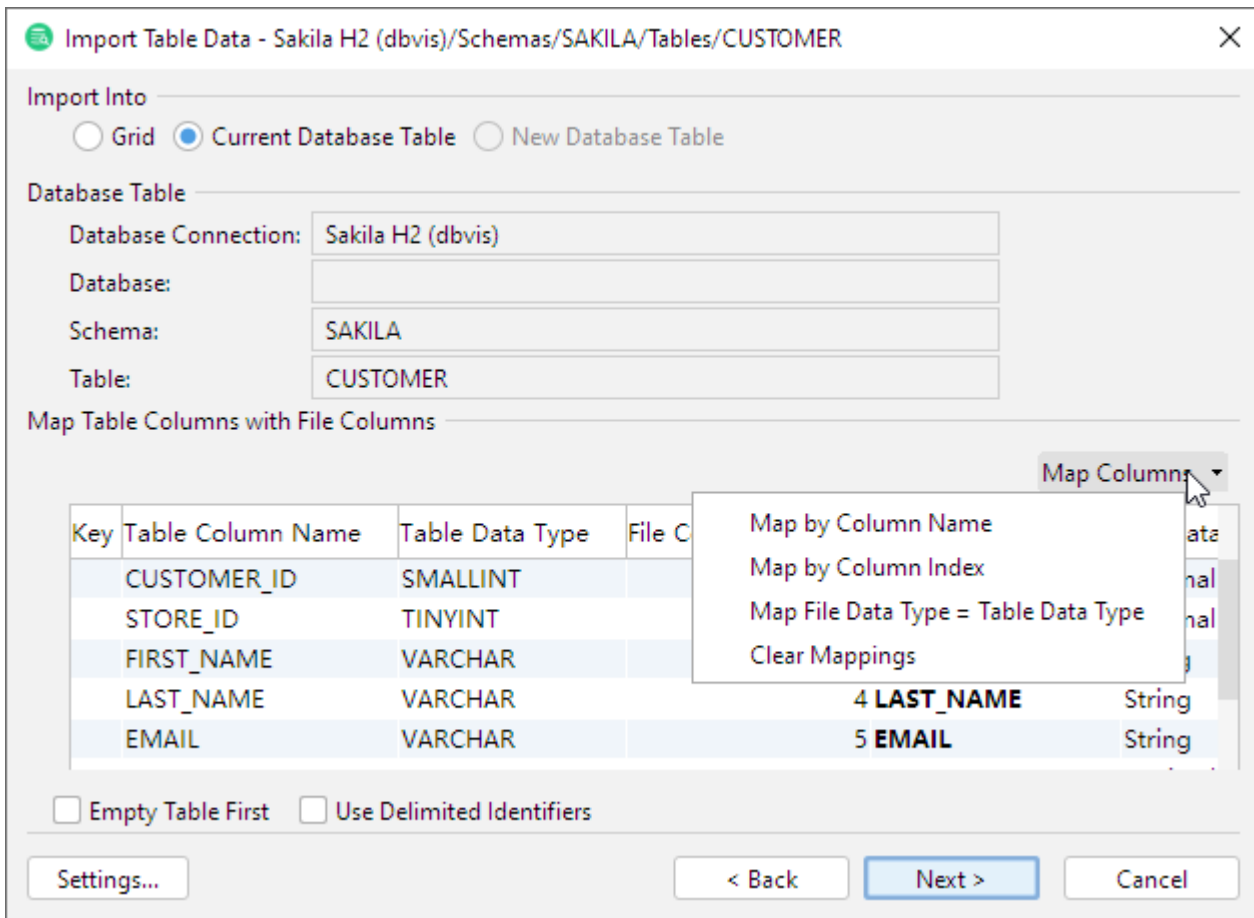 Import Table Data - Sakila H2 (dbvis)/Schemas/SAKILA/Tables/CUSTOMER
Import Into
Grid Current Database Table New Database Table
Database Table
Database Connection: Sakila H2 (dbvis)
Database:
Schema: SAKILA
Table: CUSTOMER
Map Table Columns with File Columns
Map Columns
Map by Column Name
Map by Column Index
Map File Data Type = Table Data Type
Clear Mappings
Key Table Column Name Table Data Type File
CUSTOMER_ID SMALLINT
STORE_ID TINYINT
FIRST_NAME VARCHAR
LAST_NAME VARCHAR 4 LAST_NAME String
EMAIL VARCHAR 5 EMAIL String
Empty Table First Use Delimited Identifiers
Settings... < Back Next > Cancel